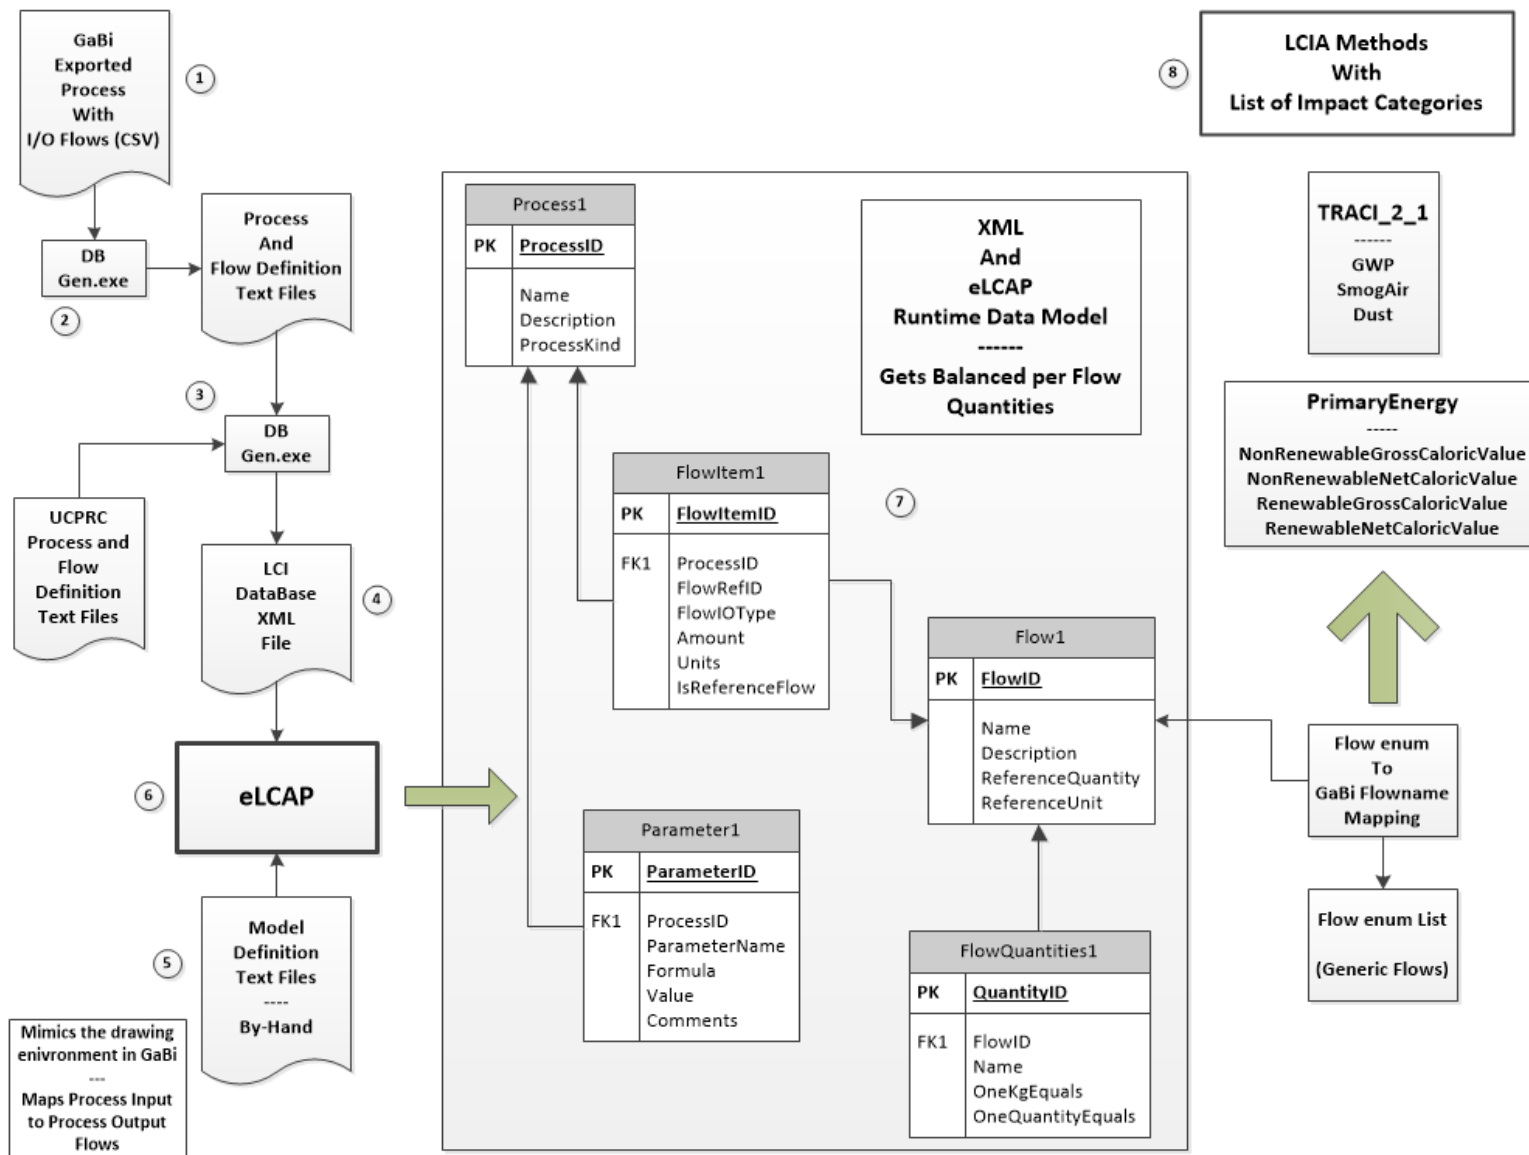 GaBi
Exported
Process
With
I/O Flows (CSV)
1
DB
Gen.exe
2
Process
And
Flow Definition
Text Files
3
DB
Gen.exe
UCPRC
Process and
Flow
Definition
Text Files
LCI
DataBase
XML
File
4
eLCAP
6
Model
Definition
Text Files
----
By-Hand
5
Mimics the drawing
enivronment in GaBi
---
Maps Process Input
to Process Output
Flows
Process1
PK ProcessID
Name
Description
ProcessKind
XML
And
eLCAP
Runtime Data Model
------
Gets Balanced per Flow
Quantities
FlowItem1
PK FlowItemID
FK1 ProcessID
FlowRefID
FlowIOType
Amount
Units
IsReferenceFlow
7
Flow1
PK FlowID
Name
Description
ReferenceQuantity
ReferenceUnit
Parameter1
PK ParameterID
FK1 ProcessID
ParameterName
Formula
Value
Comments
FlowQuantities1
PK QuantityID
FK1 FlowID
Name
OneKgEquals
OneQuantityEquals
8
LCIA Methods
With
List of Impact Categories
TRACI_2_1
------
GWP
SmogAir
Dust
PrimaryEnergy
-----
NonRenewableGrossCaloricValue
NonRenewableNetCaloricValue
RenewableGrossCaloricValue
RenewableNetCaloricValue
Flow enum
To
GaBi Flowname
Mapping
Flow enum List
(Generic Flows)